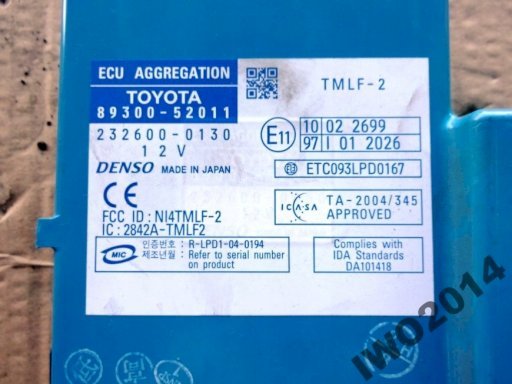 ECU AGGREGATION
TMLF-2
TOYOTA
89300-52011
232600-0130
12V
DENSO MADE IN JAPAN
E11
10 02 2699
97 I 01 2026
ETC093LPD0167
CE
FCC ID : NI4TMLF-2
IC : 2842A-TMLF2
ICASA
TA-2004/345
APPROVED
MIC
인증번호 : R-LPD1-04-0194
제조년월 : Refer to serial number
on product
Complies with
IDA Standards
DA101418
IWO2014